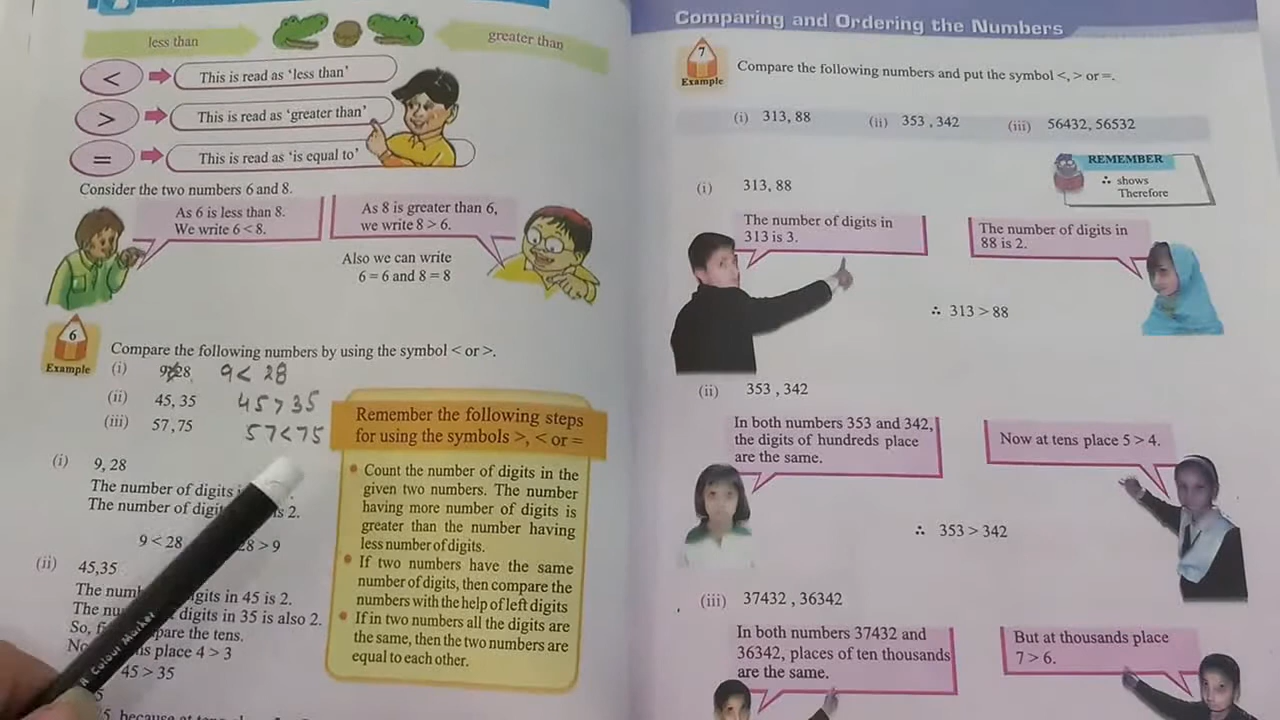 less than
greater than
< This is read as ‘less than’
> This is read as ‘greater than’
= This is read as ‘is equal to’
Consider the two numbers 6 and 8.
As 6 is less than 8.
We write 6 < 8.
As 8 is greater than 6,
we write 8 > 6.
Also we can write
6 = 6 and 8 = 8
6
Example
Compare the following numbers by using the symbol < or >.
(i) 9, 28 9 < 28
(ii) 45, 35 45 > 35
(iii) 57, 75 57 < 75
Remember the following steps
for using the symbols >, < or =
Count the number of digits in the
given two numbers. The number
having more number of digits is
greater than the number having
less number of digits.
If two numbers have the same
number of digits, then compare the
numbers with the help of left digits
If in two numbers all the digits are
the same, then the two numbers are
equal to each other.
(i) 9, 28
The number of digits
The number of is 2.
9 < 28 28 > 9
(ii) 45,35
The digits in 45 is 2.
The digits in 35 is also 2.
So, the tens.
place 4 > 3
45 > 35
because at
Colour Marker
Comparing and Ordering the Numbers
7
Example
Compare the following numbers and put the symbol <, > or =.
(i) 313, 88 (ii) 353 , 342 (iii) 56432, 56532
REMEMBER
∴ shows
Therefore
(i) 313, 88
The number of digits in
313 is 3.
The number of digits in
88 is 2.
∴ 313 > 88
(ii) 353 , 342
In both numbers 353 and 342,
the digits of hundreds place
are the same.
Now at tens place 5 > 4.
∴ 353 > 342
(iii) 37432 , 36342
In both numbers 37432 and
36342, places of ten thousands
are the same.
But at thousands place
7 > 6.